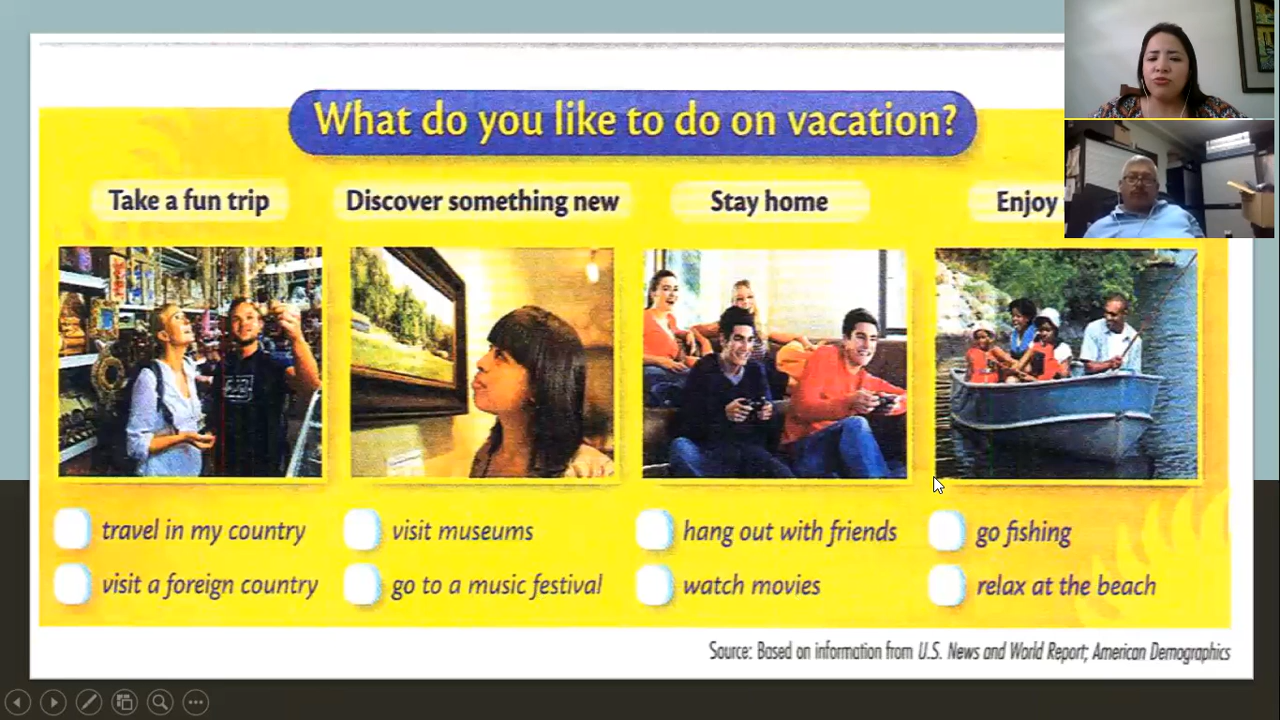 What do you like to do on vacation?
Take a fun trip
Discover something new
Stay home
Enjoy
travel in my country
visit a foreign country
visit museums
go to a music festival
hang out with friends
watch movies
go fishing
relax at the beach
Source: Based on information from U.S. News and World Report; American Demographics